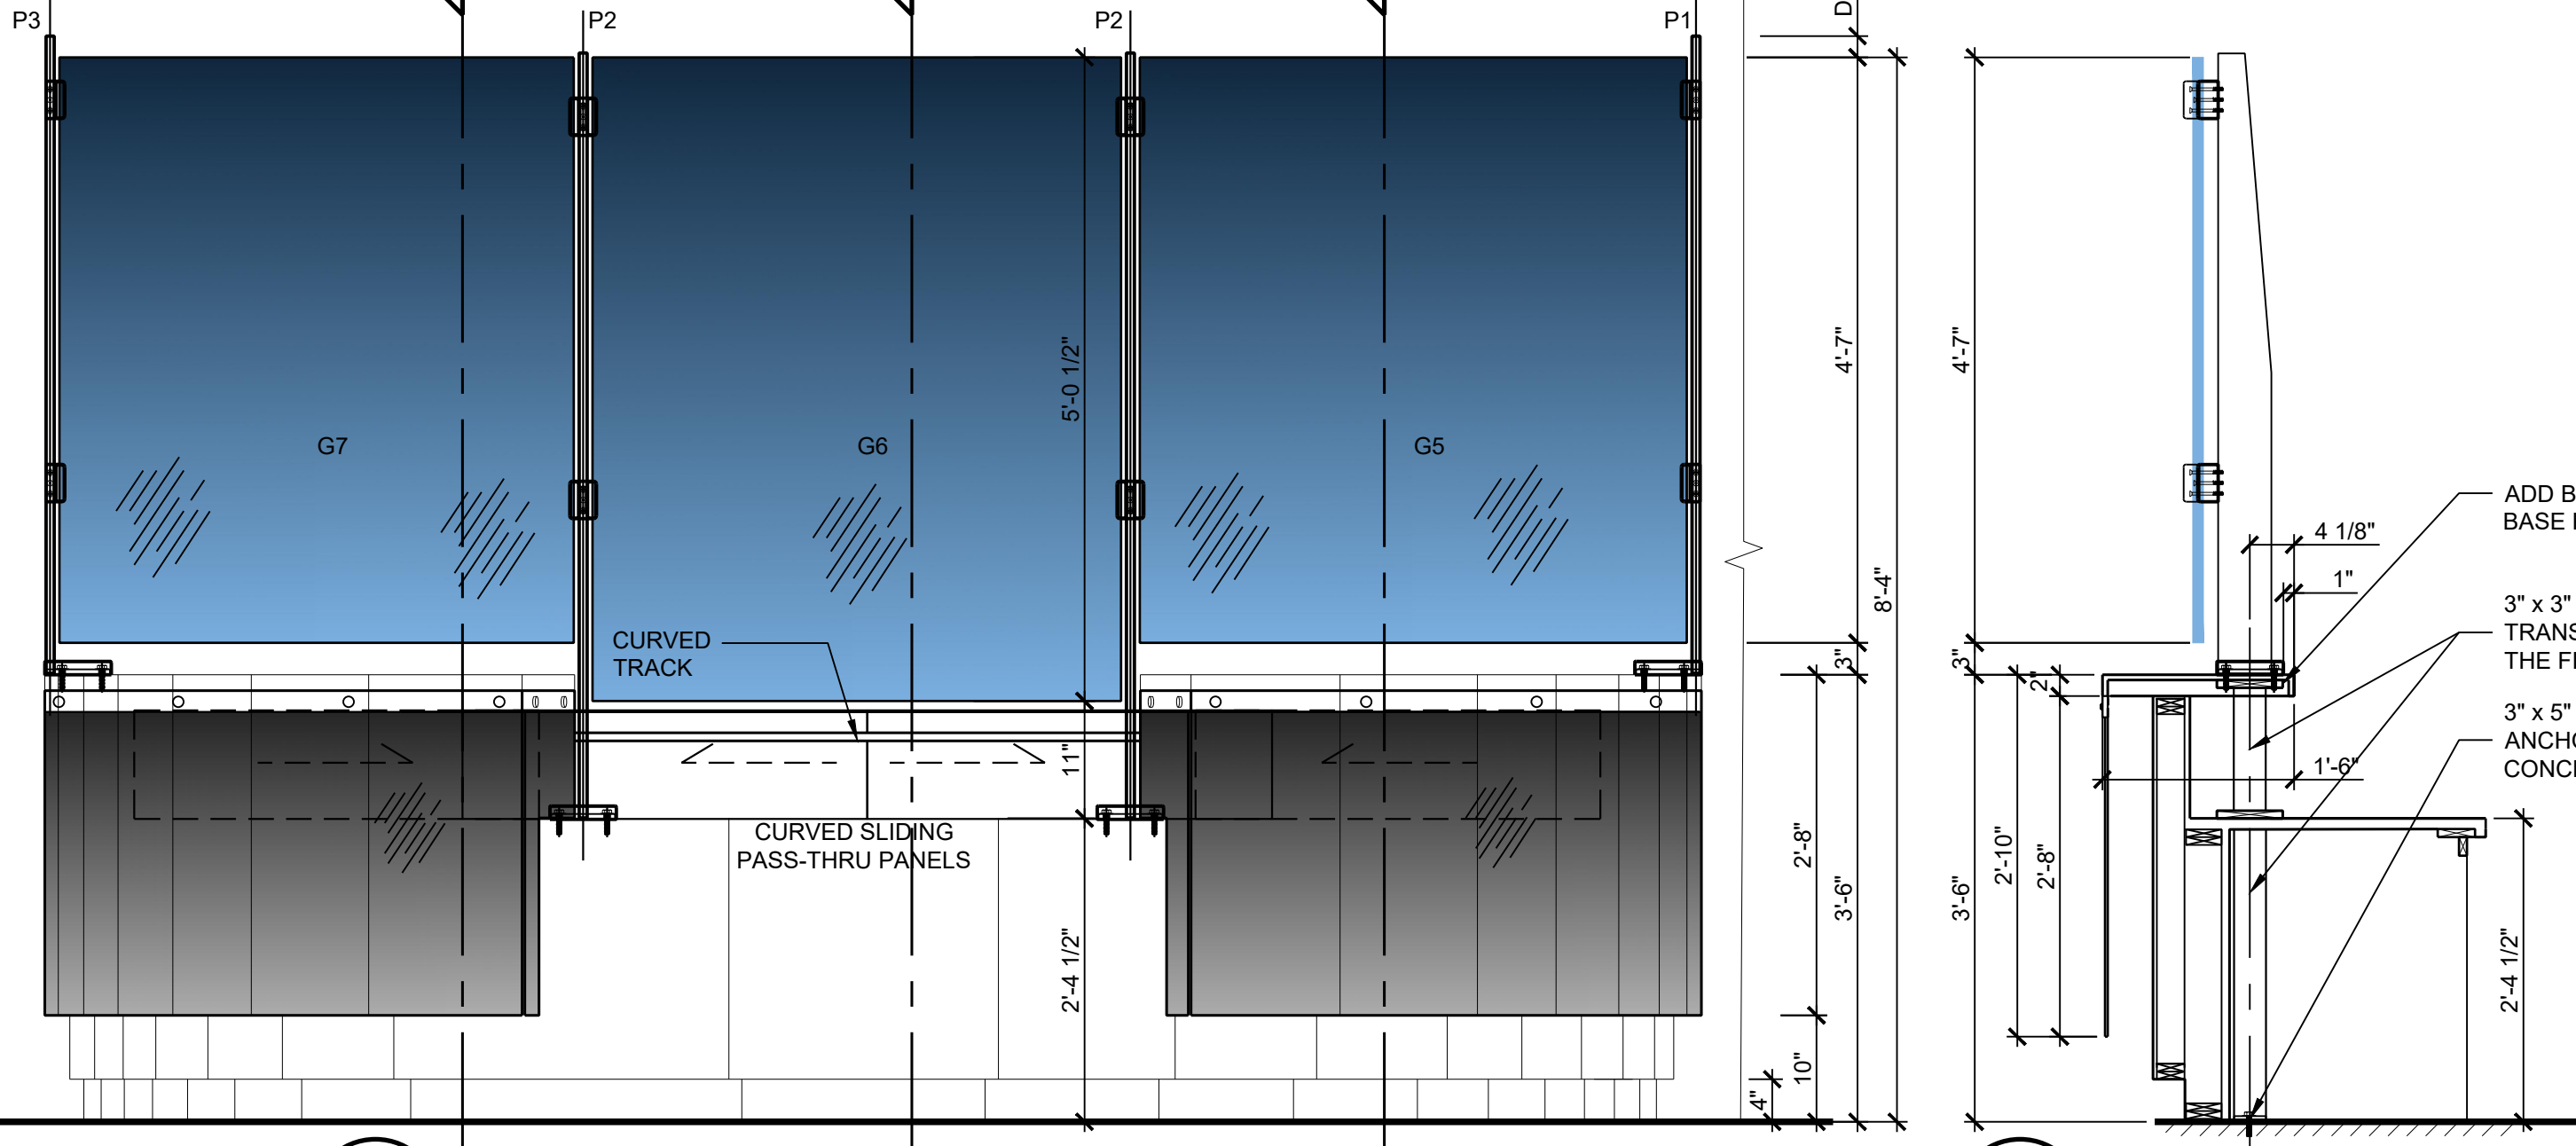 P3
P2
P2
P1
D
G7
G6
G5
5'-0 1/2"
11"
2'-4 1/2"
CURVED
TRACK
CURVED SLIDING
PASS-THRU PANELS
4'-7"
3"
8'-4"
2'-8"
3'-6"
10"
4"
4'-7"
3"
3'-6"
2"
2'-10"
2'-8"
4 1/8"
1"
1'-6"
2'-4 1/2"
ADD B
BASE
3" x 3"
TRANS
THE F
3" x 5"
ANCHO
CONC